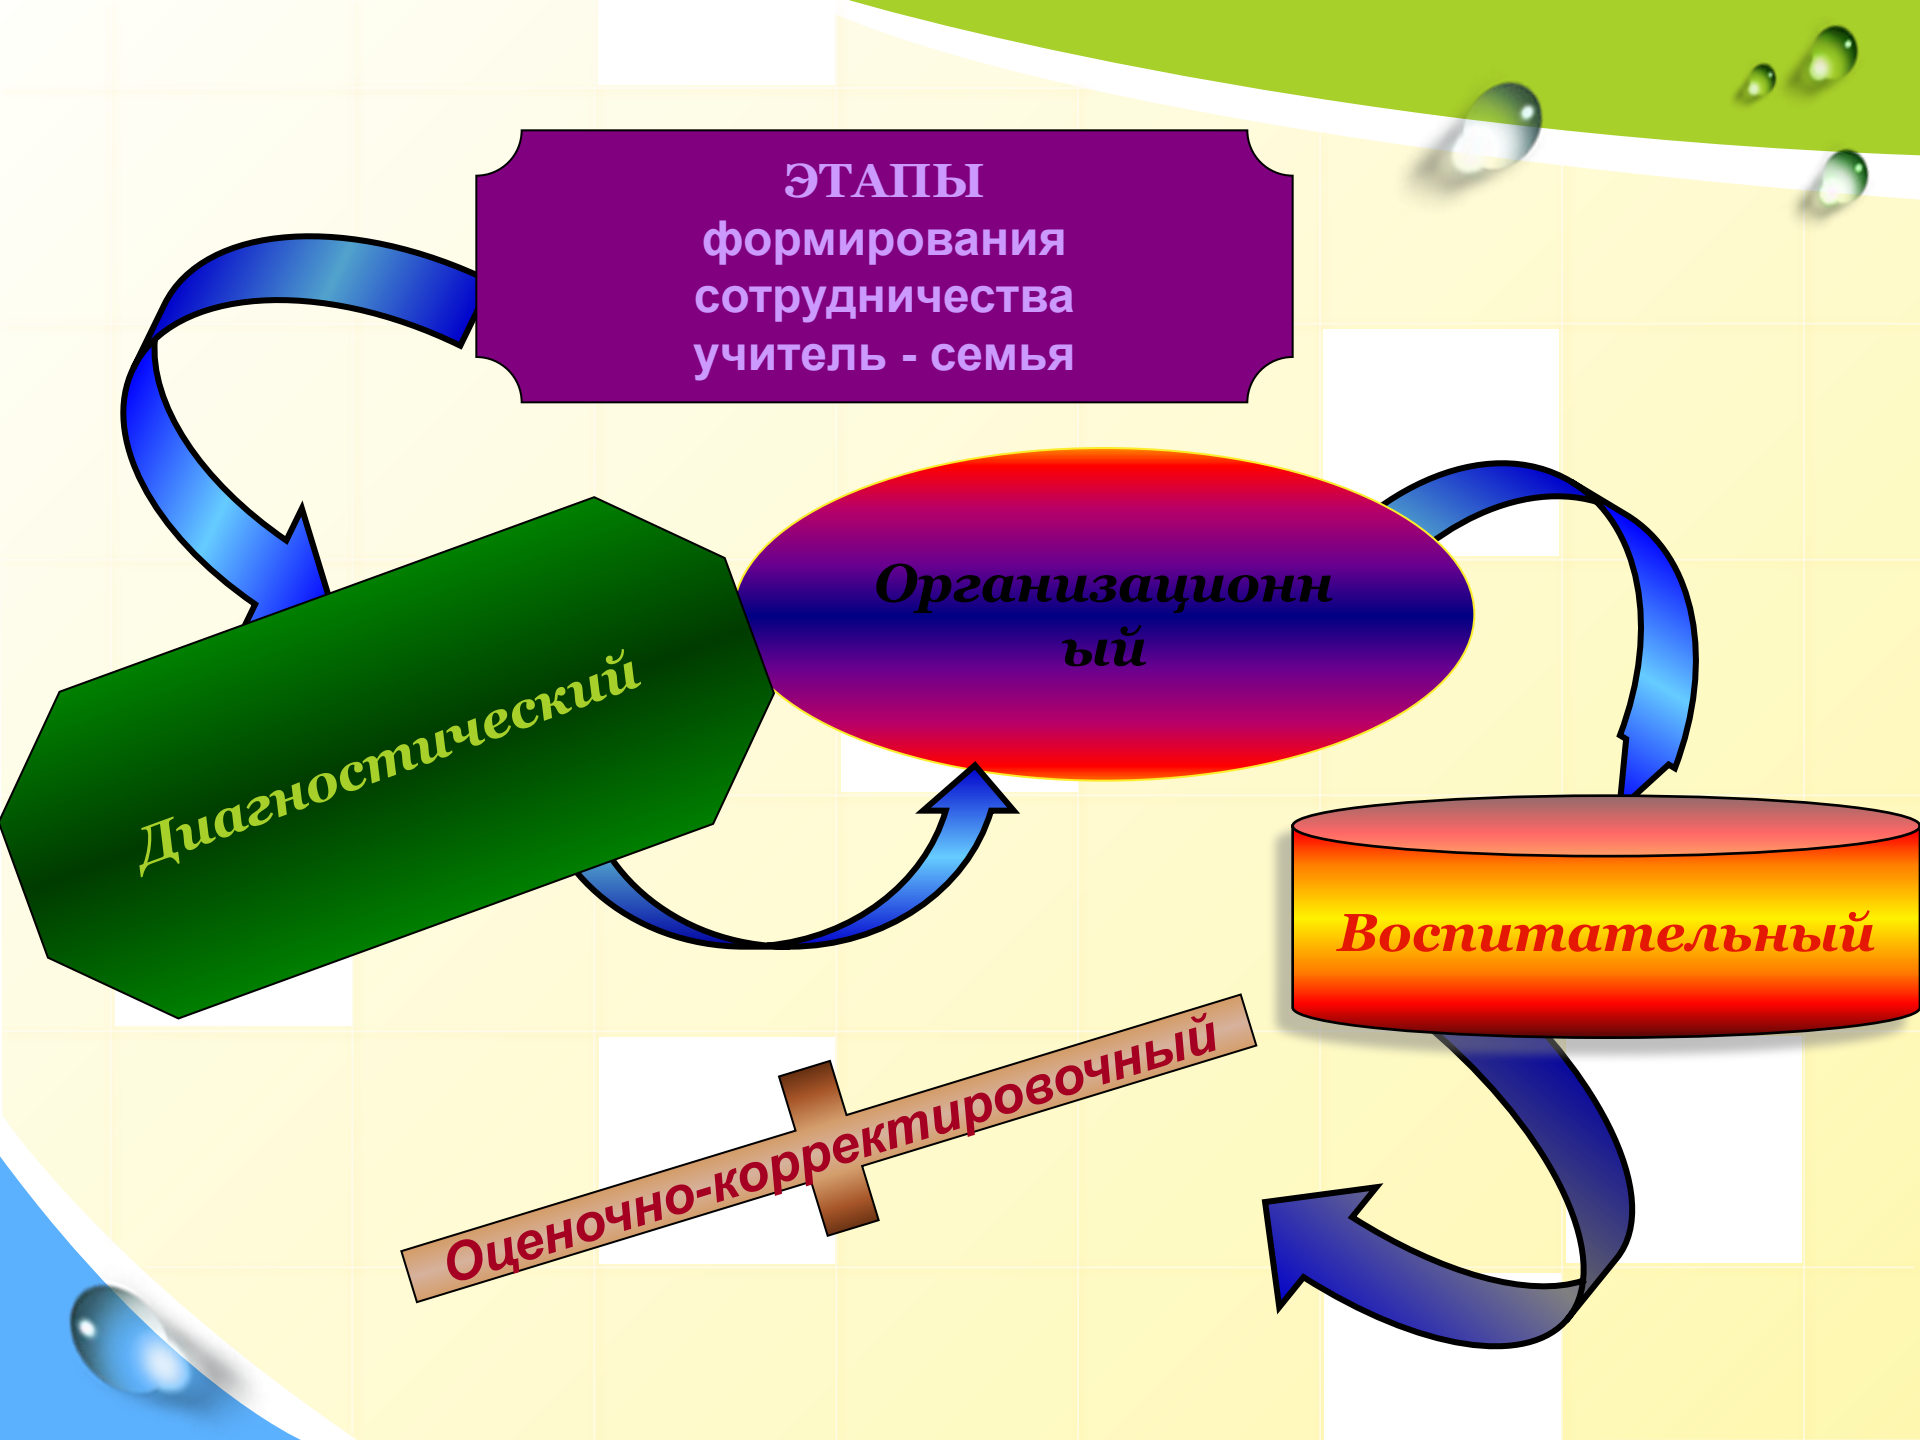 ЭТАПЫ
формирования
сотрудничества
учитель - семья
Организационн
ый
Диагностический
Воспитательный
Оценочно-корректировочный